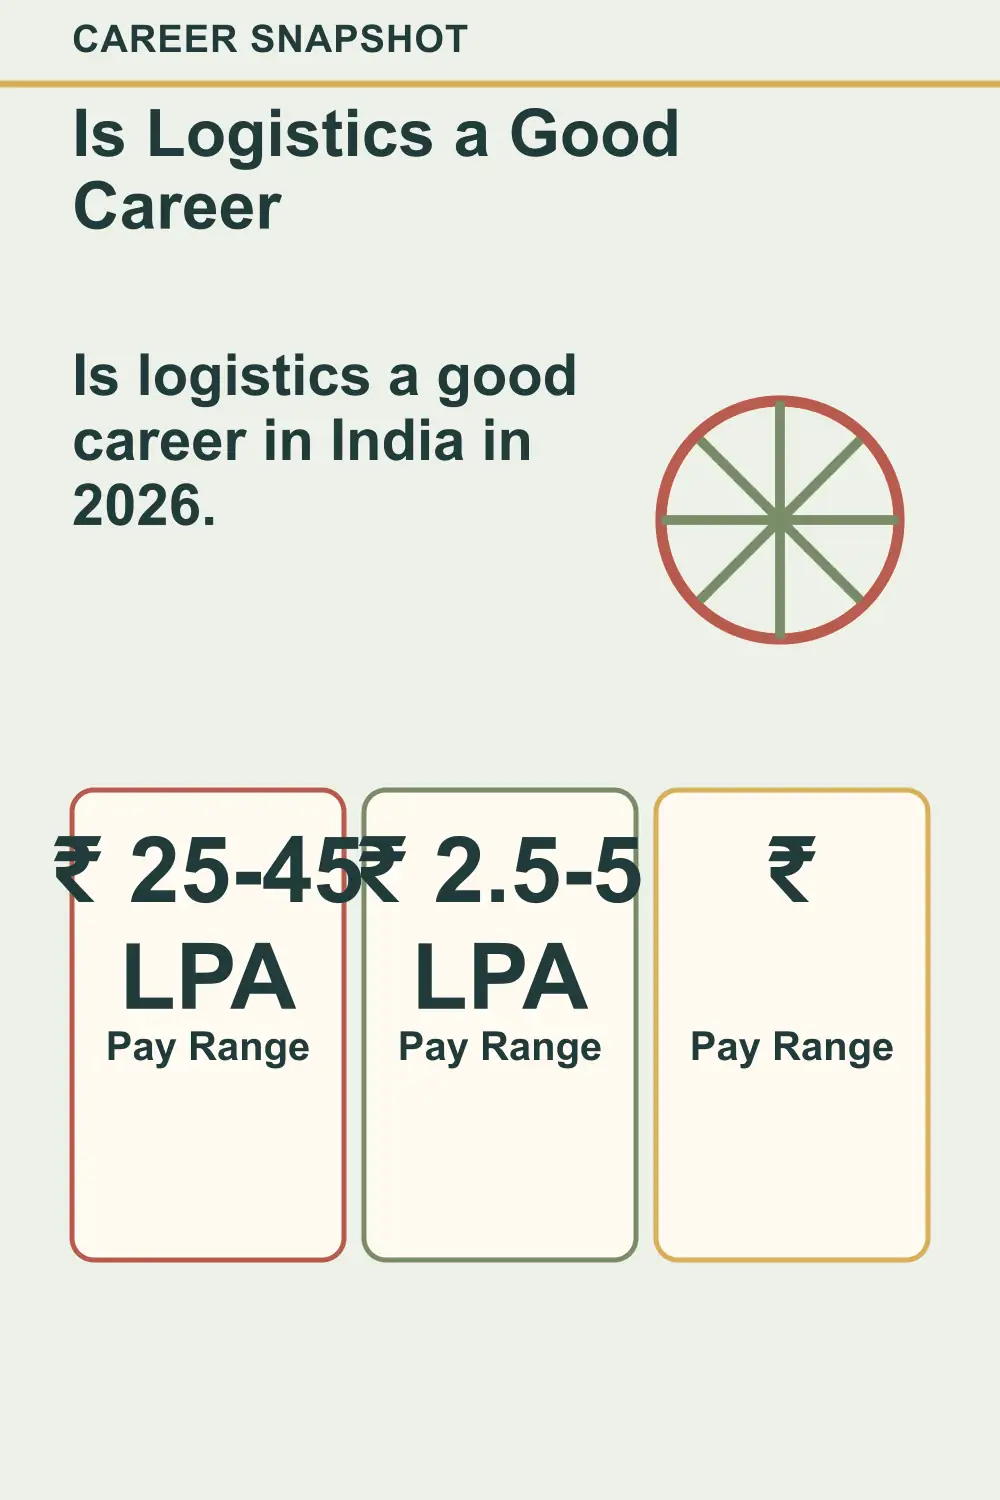 CAREER SNAPSHOT
Is Logistics a Good
Career
Is logistics a good
career in India in
2026.
₹ 25-45
LPA
Pay Range
₹ 2.5-5
LPA
Pay Range
₹
Pay Range